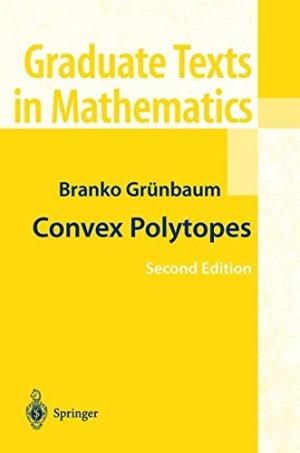 Graduate Texts
in Mathematics
Branko Grünbaum
Convex Polytopes
Second Edition
Springer